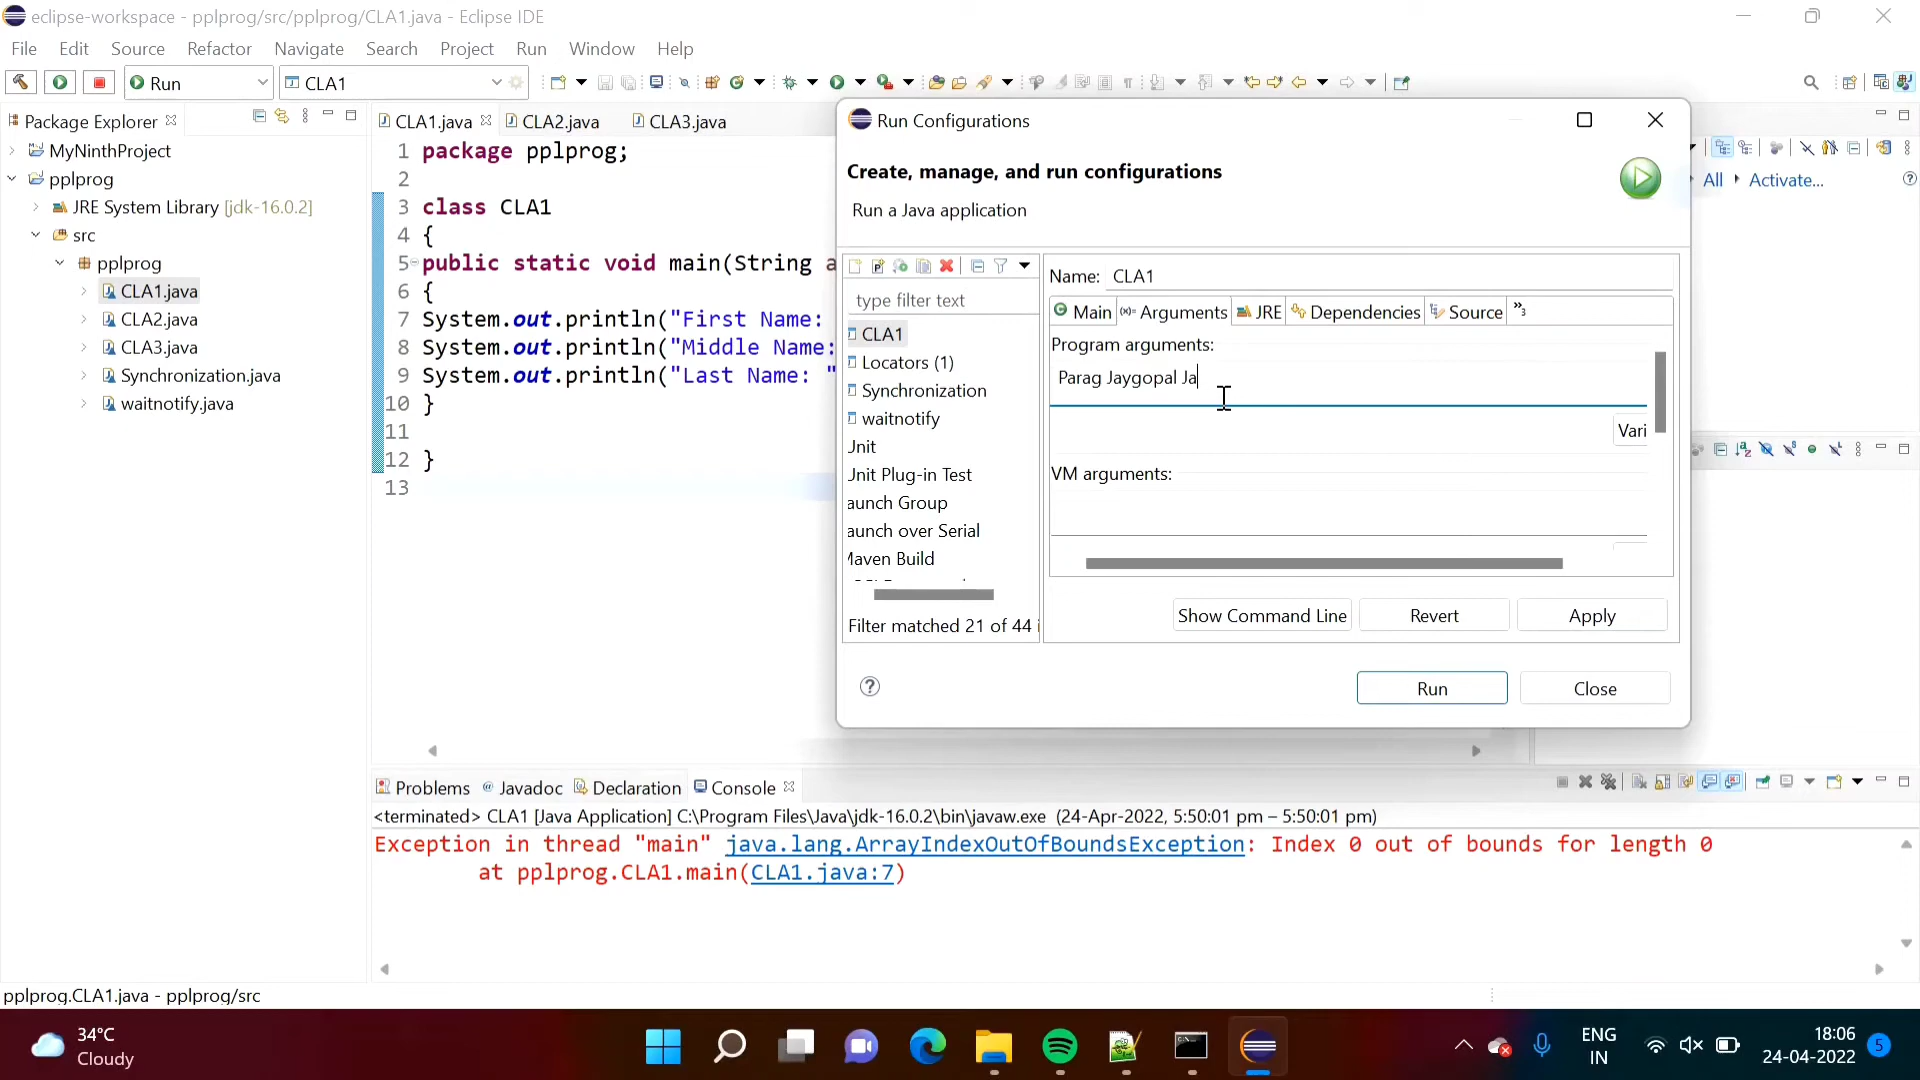 eclipse-workspace - pplprog/src/pplprog/CLA1.java - Eclipse IDE
File Edit Source Refactor Navigate Search Project Run Window Help
Run CLA1
Package Explorer
MyNinthProject
pplprog
JRE System Library [jdk-16.0.2]
src
pplprog
CLA1.java
CLA2.java
CLA3.java
Synchronization.java
waitnotify.java
CLA1.java CLA2.java CLA3.java
1 package pplprog;
2
3 class CLA1
4 {
5 public static void main(String a
6 {
7 System.out.println("First Name:
8 System.out.println("Middle Name:
9 System.out.println("Last Name: "
10 }
11
12 }
13
Run Configurations
Create, manage, and run configurations
Run a Java application
type filter text
CLA1
Locators (1)
Synchronization
waitnotify
Unit
Unit Plug-in Test
aunch Group
aunch over Serial
Maven Build
Filter matched 21 of 44 i
Name: CLA1
Main Arguments JRE Dependencies Source »3
Program arguments:
Parag Jaygopal Ja
Vari
VM arguments:
Show Command Line Revert Apply
Run Close
All Activate...
Problems Javadoc Declaration Console
<terminated> CLA1 [Java Application] C:\Program Files\Java\jdk-16.0.2\bin\javaw.exe (24-Apr-2022, 5:50:01 pm – 5:50:01 pm)
Exception in thread "main" java.lang.ArrayIndexOutOfBoundsException: Index 0 out of bounds for length 0
at pplprog.CLA1.main(CLA1.java:7)
pplprog.CLA1.java - pplprog/src
34°C
Cloudy
ENG
IN
18:06
24-04-2022
5